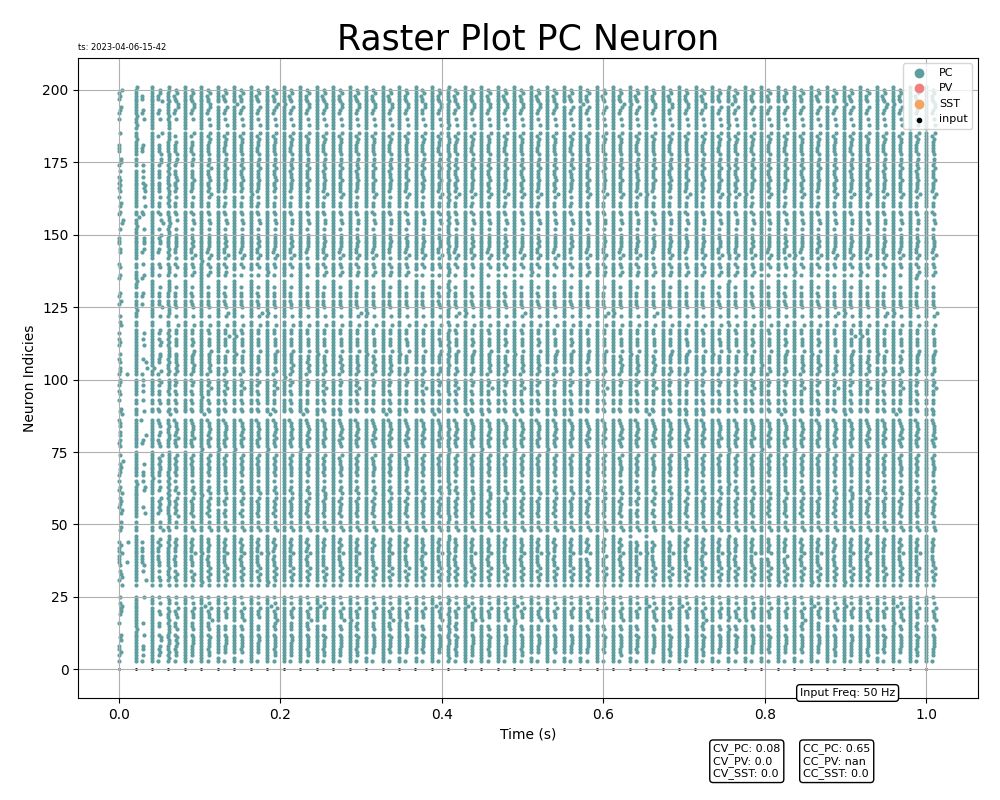 Raster Plot PC Neuron
ts: 2023-04-06-15-42
PC
PV
SST
input
200
175
150
125
100
75
50
25
0
Neuron Indicies
0.0 0.2 0.4 0.6 0.8 1.0
Time (s)
Input Freq: 50 Hz
CV_PC: 0.08
CV_PV: 0.0
CV_SST: 0.0
CC_PC: 0.65
CC_PV: nan
CC_SST: 0.0